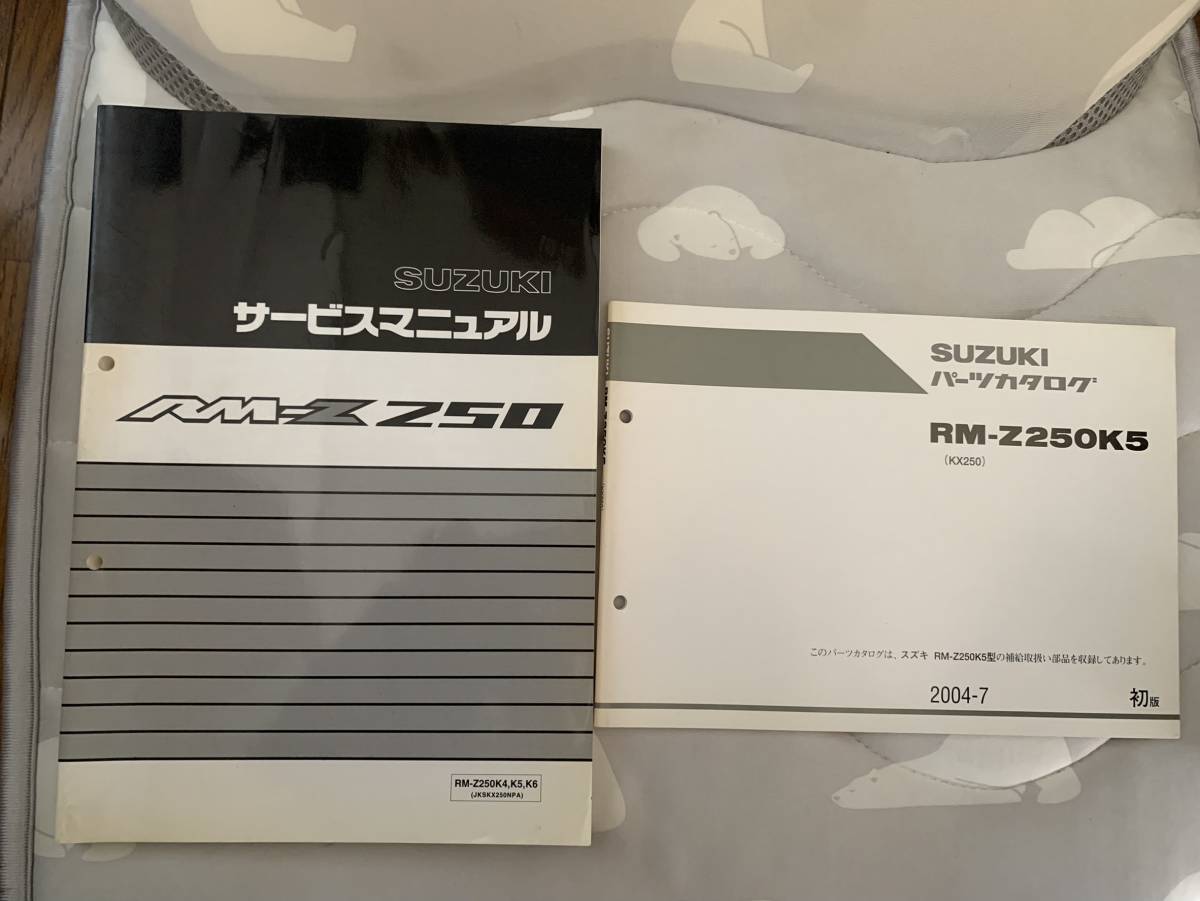 SUZUKI
サービスマニュアル
RM-Z 250
RM-Z250K4,K5,K6
(JKSKX250NPA)
SUZUKI
パーツカタログ
RM-Z250K5
(KX250)
このパーツカタログは、スズキ RM-Z250K5型の補給取扱い部品を収録してあります。
2004-7
初版